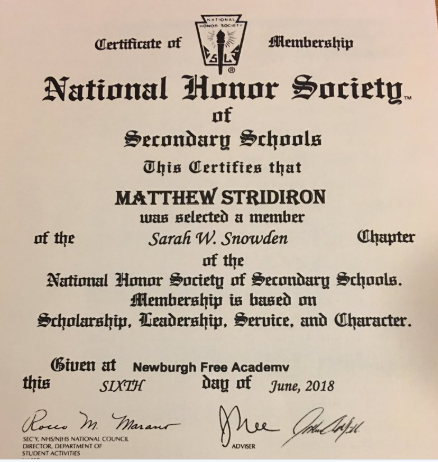 NATIONAL
HONOR SOCIETY
Certificate of Membership
National Honor Society™
of
Secondary Schools
This Certifies that
MATTHEW STRIDIRON
was selected a member
of the Sarah W. Snowden Chapter
of the
National Honor Society of Secondary Schools.
Membership is based on
Scholarship, Leadership, Service, and Character.
Given at Newburgh Free Academy
this SIXTH day of June, 2018
Rocco M. Marano
SEC'Y, NHS/NJHS NATIONAL COUNCIL
DIRECTOR, DEPARTMENT OF
STUDENT ACTIVITIES
ADVISER